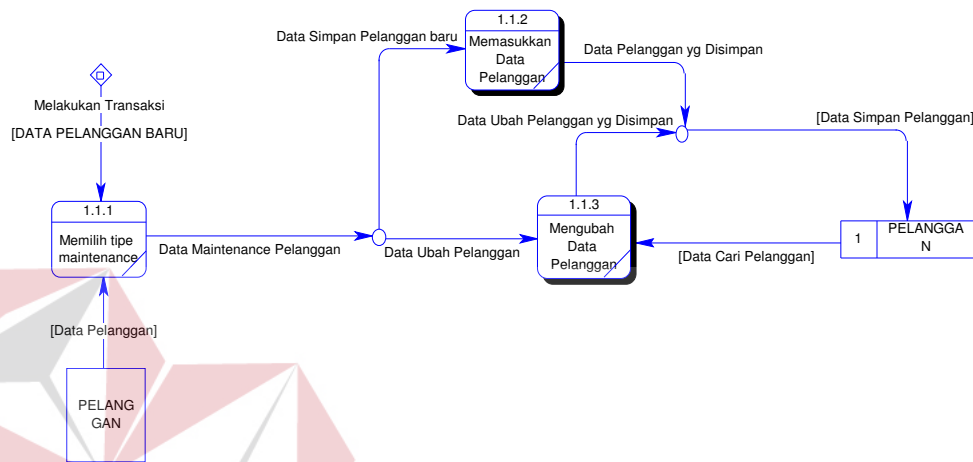 1.1.2
Memasukkan
Data
Pelanggan
Data Simpan Pelanggan baru
Data Pelanggan yg Disimpan
Melakukan Transaksi
[DATA PELANGGAN BARU]
Data Ubah Pelanggan yg Disimpan
[Data Simpan Pelanggan]
1.1.1
Memilih tipe
maintenance
Data Maintenance Pelanggan
Data Ubah Pelanggan
1.1.3
Mengubah
Data
Pelanggan
[Data Cari Pelanggan]
1
PELANGGA
N
[Data Pelanggan]
PELANG
GAN